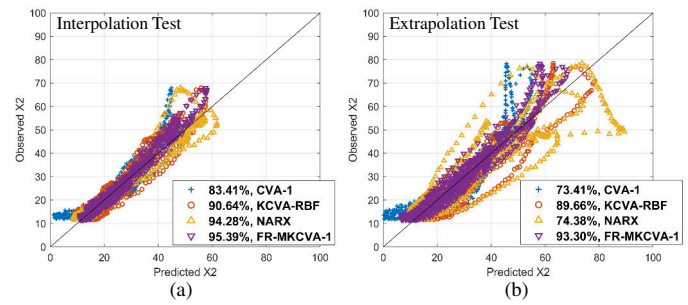 Interpolation Test
100
90
80
70
60
50
40
30
20
10
0
Observed X2
83.41%, CVA-1
90.64%, KCVA-RBF
94.28%, NARX
95.39%, FR-MKCVA-1
0 20 40 60 80 100
Predicted X2
(a)
Extrapolation Test
100
90
80
70
60
50
40
30
20
10
0
Observed X2
73.41%, CVA-1
89.66%, KCVA-RBF
74.38%, NARX
93.30%, FR-MKCVA-1
0 20 40 60 80 100
Predicted X2
(b)